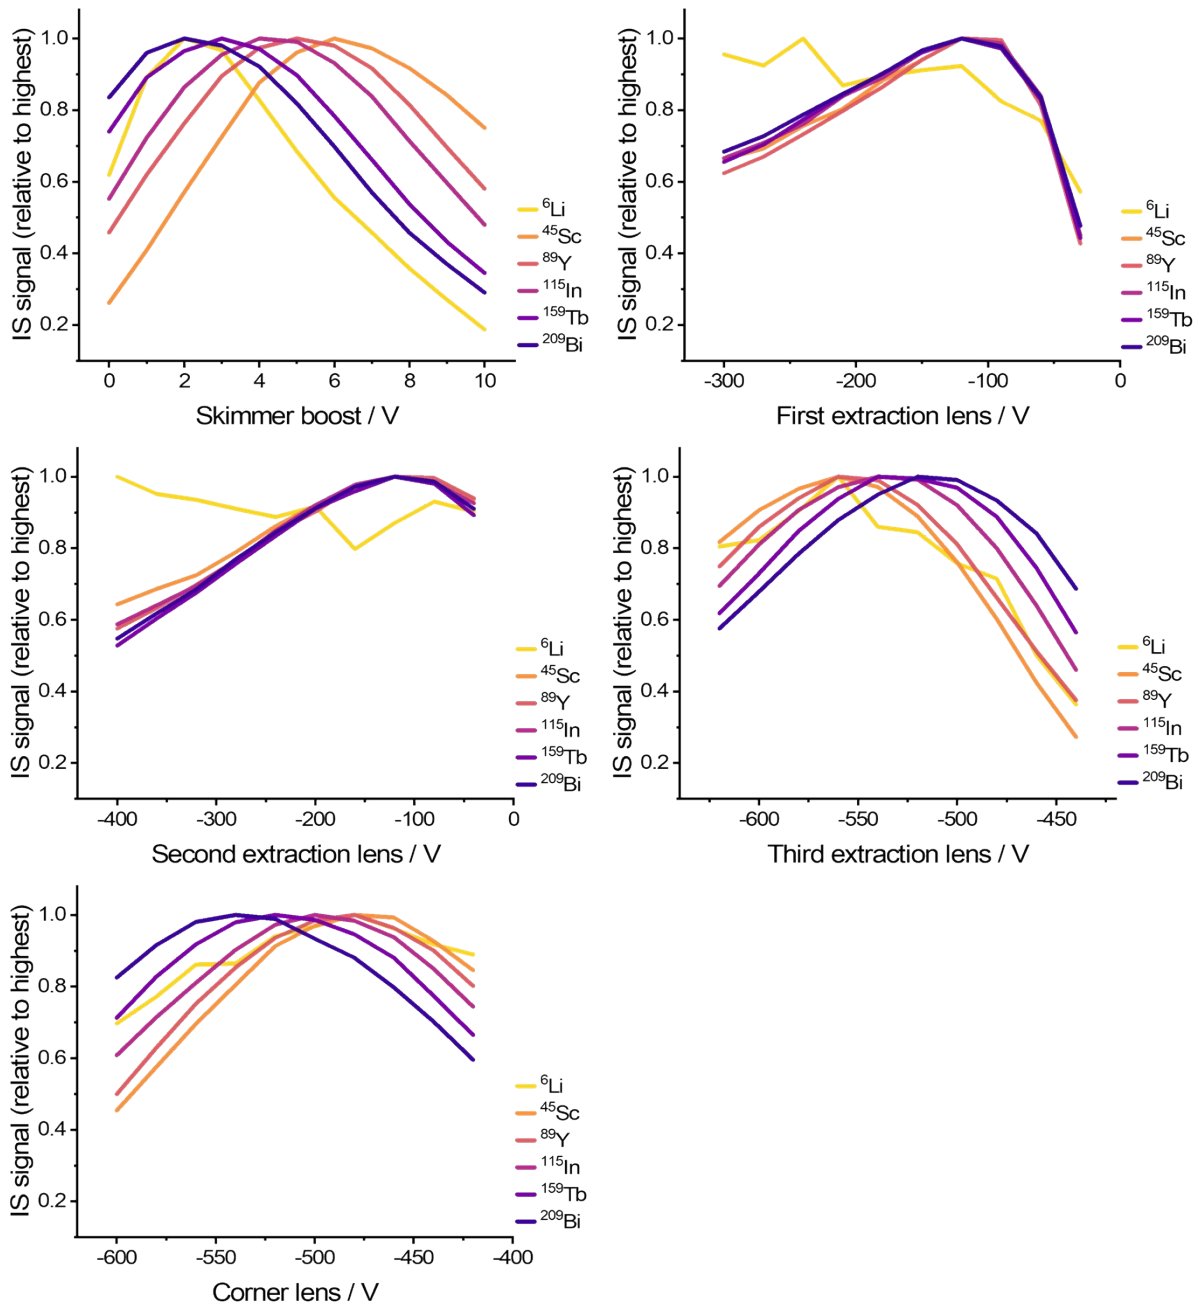 IS signal (relative to highest)
1.0
0.8
0.6
0.4
0.2
0 2 4 6 8 10
Skimmer boost / V
⁶Li
⁴⁵Sc
⁸⁹Y
¹¹⁵In
¹⁵⁹Tb
²⁰⁹Bi
IS signal (relative to highest)
1.0
0.8
0.6
0.4
0.2
-300 -200 -100 0
First extraction lens / V
⁶Li
⁴⁵Sc
⁸⁹Y
¹¹⁵In
¹⁵⁹Tb
²⁰⁹Bi
IS signal (relative to highest)
1.0
0.8
0.6
0.4
0.2
-400 -300 -200 -100 0
Second extraction lens / V
⁶Li
⁴⁵Sc
⁸⁹Y
¹¹⁵In
¹⁵⁹Tb
²⁰⁹Bi
IS signal (relative to highest)
1.0
0.8
0.6
0.4
0.2
-600 -550 -500 -450
Third extraction lens / V
⁶Li
⁴⁵Sc
⁸⁹Y
¹¹⁵In
¹⁵⁹Tb
²⁰⁹Bi
IS signal (relative to highest)
1.0
0.8
0.6
0.4
0.2
-600 -550 -500 -450 -400
Corner lens / V
⁶Li
⁴⁵Sc
⁸⁹Y
¹¹⁵In
¹⁵⁹Tb
²⁰⁹Bi